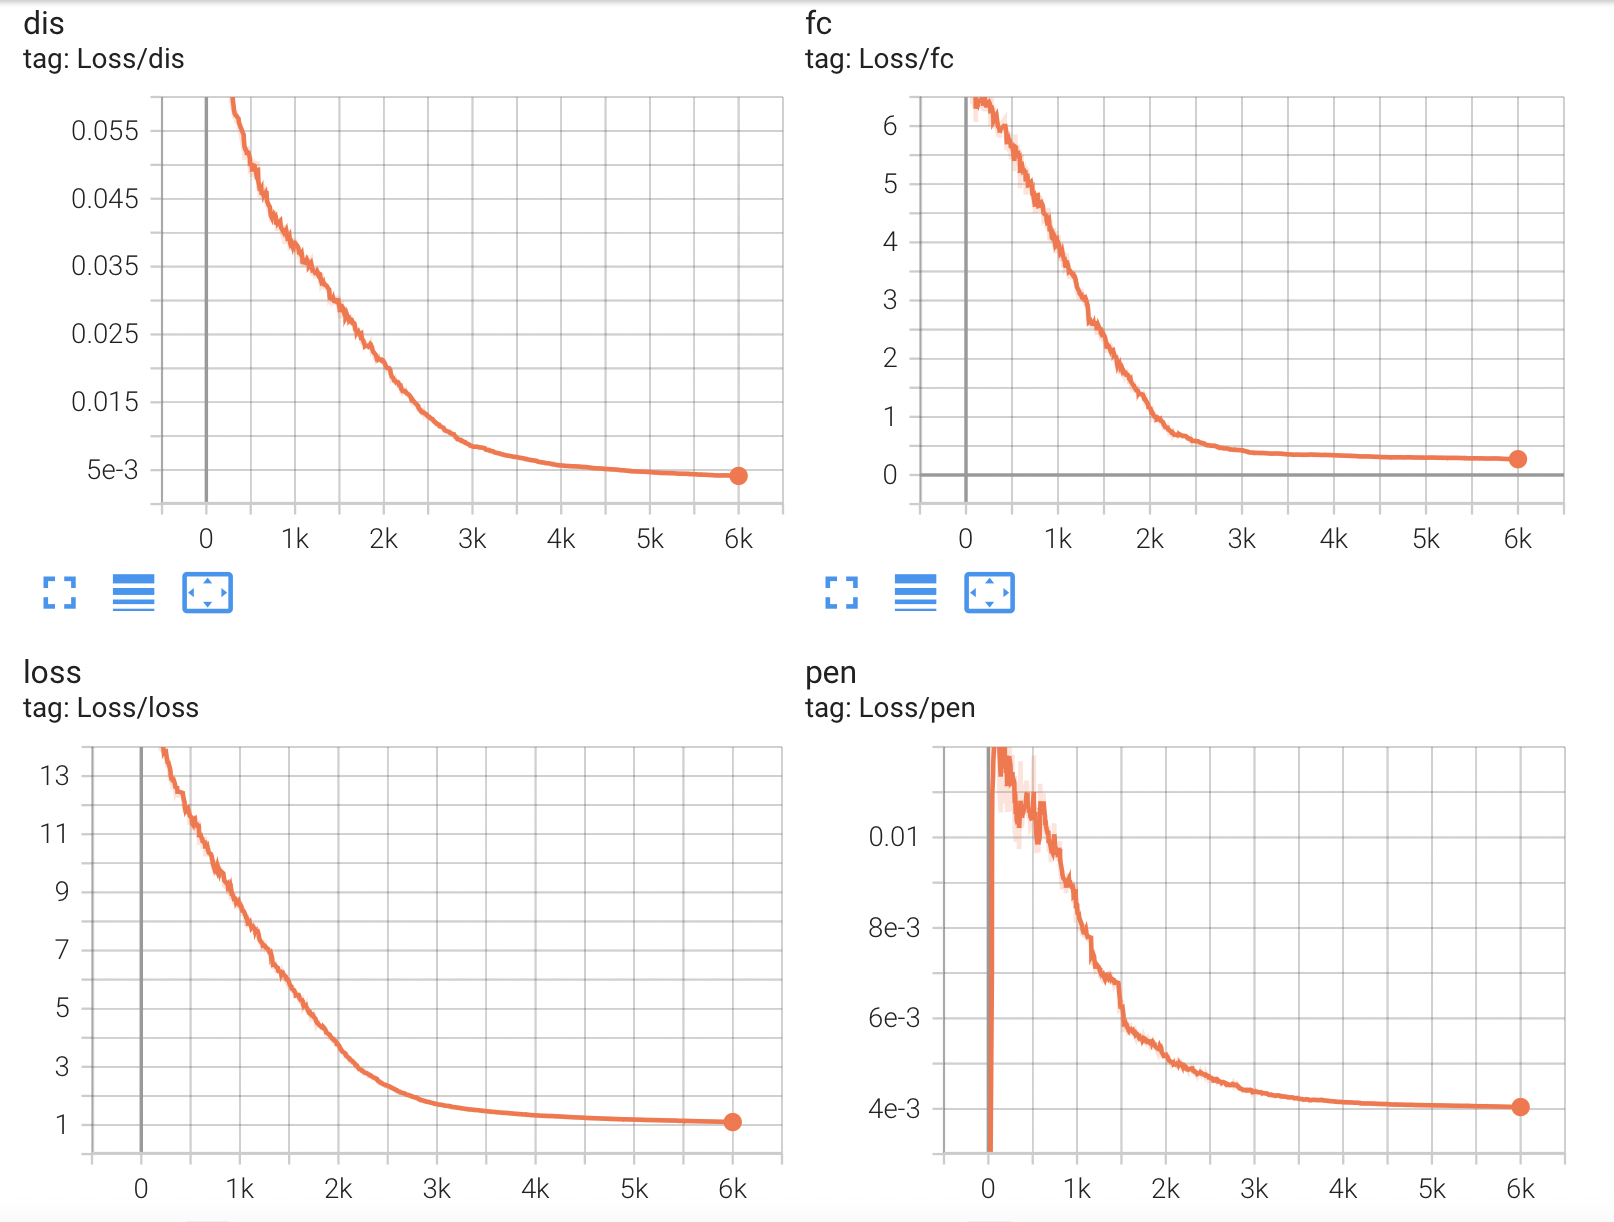 dis
tag: Loss/dis
0.055
0.045
0.035
0.025
0.015
5e-3
0 1k 2k 3k 4k 5k 6k
fc
tag: Loss/fc
6
5
4
3
2
1
0
0 1k 2k 3k 4k 5k 6k
loss
tag: Loss/loss
13
11
9
7
5
3
1
0 1k 2k 3k 4k 5k 6k
pen
tag: Loss/pen
0.01
8e-3
6e-3
4e-3
0 1k 2k 3k 4k 5k 6k